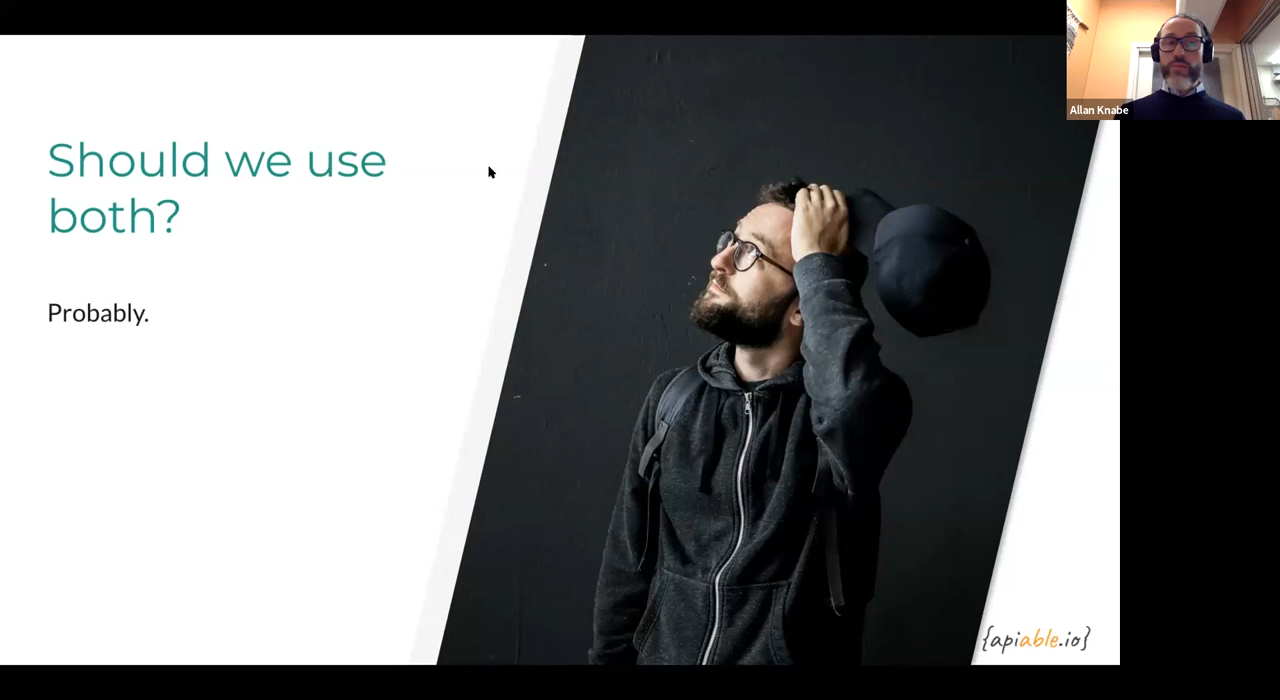 Allan Knabe
Should we use
both?
Probably.
{apiable.io}